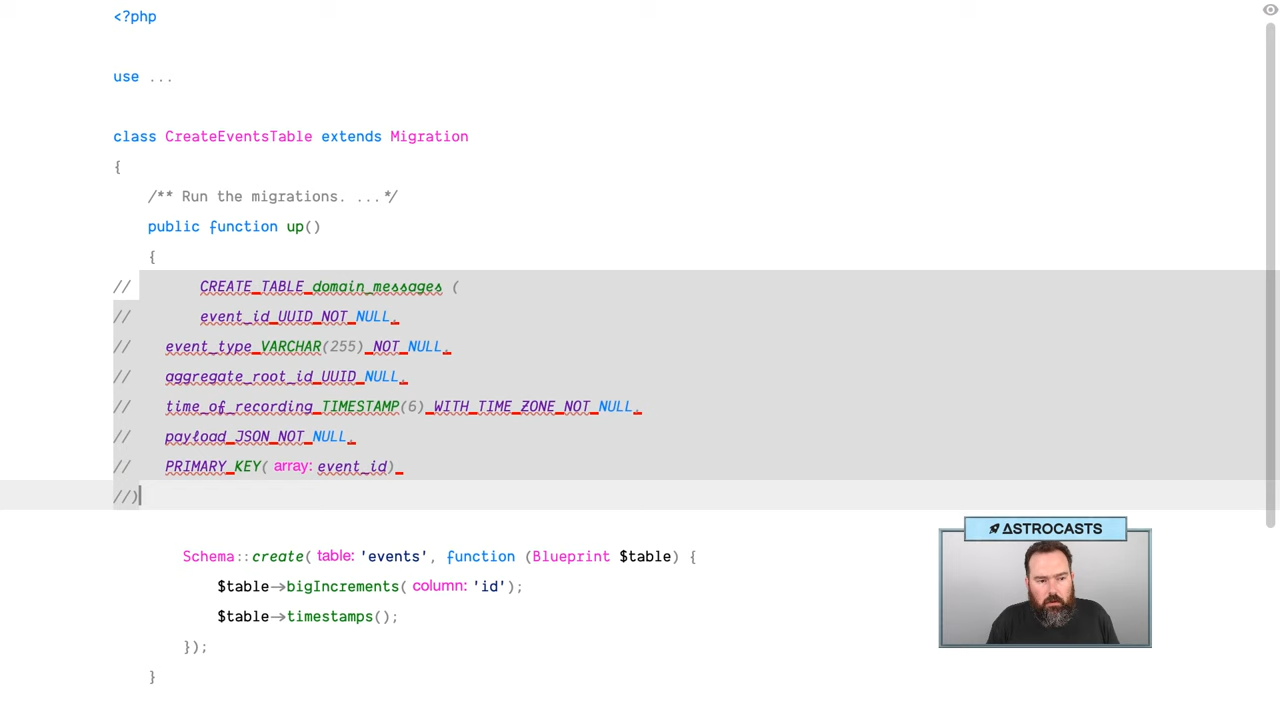 <?php
use ...
class CreateEventsTable extends Migration
{
/** Run the migrations. ...*/
public function up()
{
// CREATE TABLE domain_messages (
// event_id UUID NOT NULL,
// event_type VARCHAR(255) NOT NULL,
// aggregate_root_id UUID NULL,
// time_of_recording TIMESTAMP(6) WITH TIME ZONE NOT NULL,
// payload JSON NOT NULL,
// PRIMARY KEY( array: event_id)
//)
Schema::create( table: 'events', function (Blueprint $table) {
$table->bigIncrements( column: 'id');
$table->timestamps();
});
}
ASTROCASTS